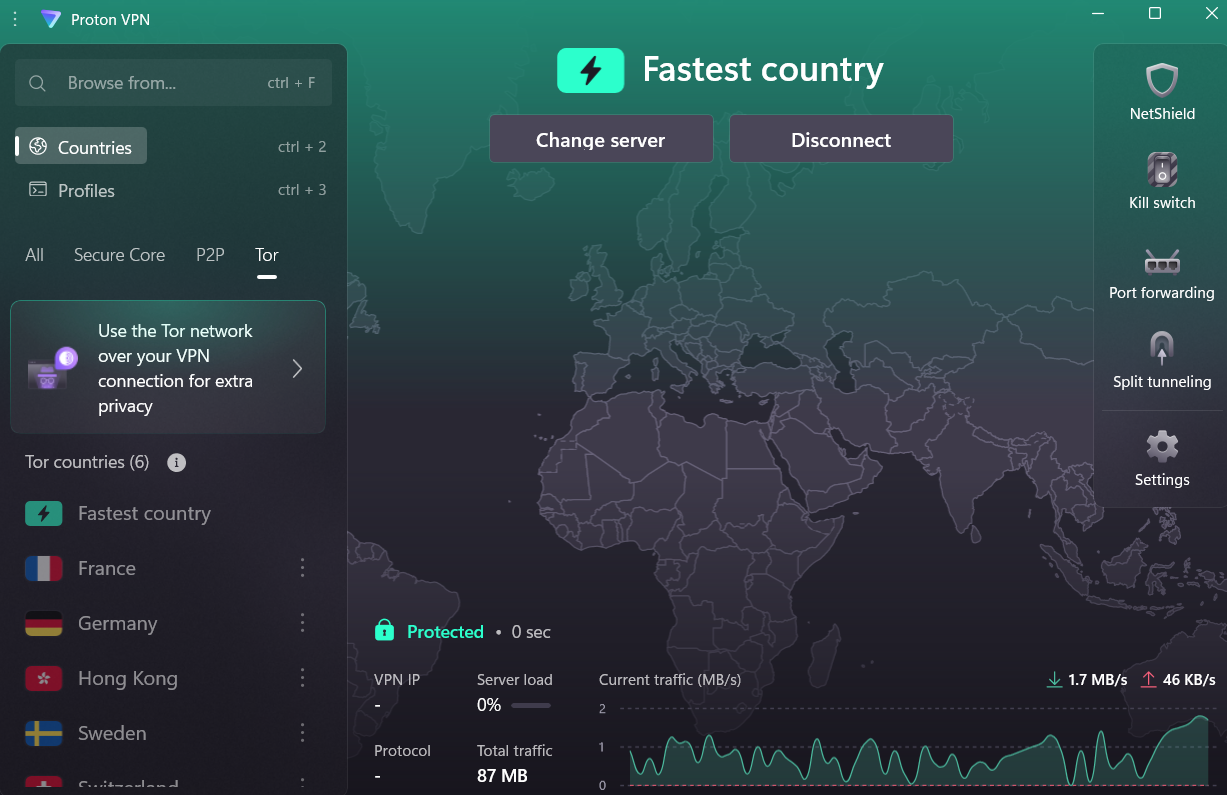 Proton VPN
Browse from...
ctrl + F
Countries
ctrl + 2
Profiles
ctrl + 3
All
Secure Core
P2P
Tor
Use the Tor network
over your VPN
connection for extra
privacy
Tor countries (6)
Fastest country
France
Germany
Hong Kong
Sweden
Switzerland
Fastest country
Change server
Disconnect
Protected • 0 sec
VPN IP
-
Server load
0%
Protocol
-
Total traffic
87 MB
Current traffic (MB/s)
1.7 MB/s
46 KB/s
2
1
0
NetShield
Kill switch
Port forwarding
Split tunneling
Settings